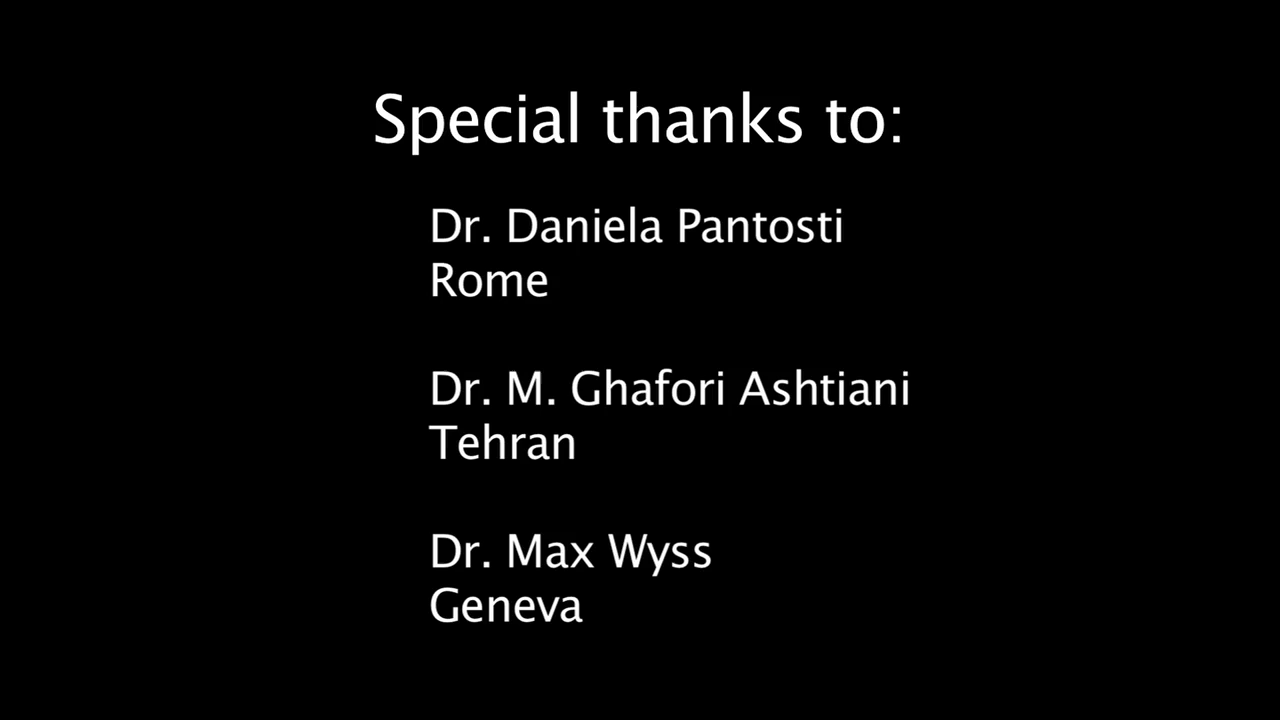 Special thanks to:
Dr. Daniela Pantosti
Rome
Dr. M. Ghafori Ashtiani
Tehran
Dr. Max Wyss
Geneva